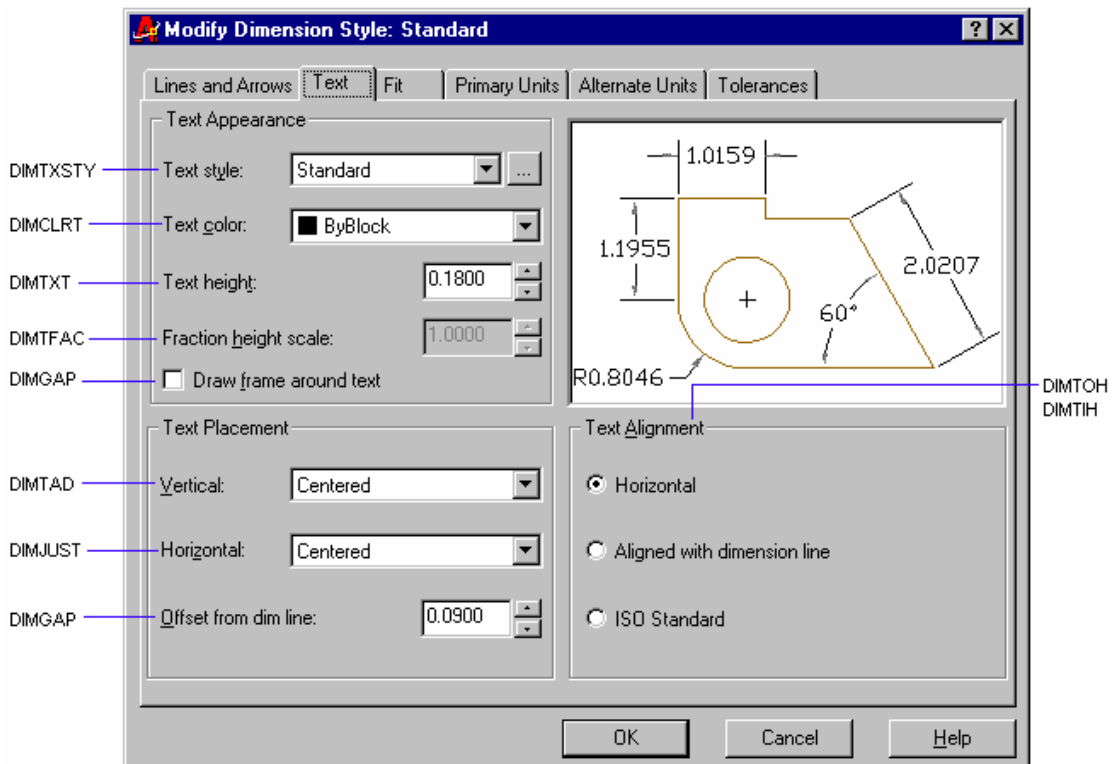 Modify Dimension Style: Standard
Lines and Arrows Text Fit Primary Units Alternate Units Tolerances
Text Appearance
DIMTXSTY Text style: Standard ...
DIMCLRT Text color: ByBlock
DIMTXT Text height: 0.1800
DIMTFAC Fraction height scale: 1.0000
DIMGAP Draw frame around text
1.0159
1.1955
2.0207
60°
R0.8046
DIMTOH
DIMTIH
Text Placement
DIMTAD Vertical: Centered
DIMJUST Horizontal: Centered
DIMGAP Offset from dim line: 0.0900
Text Alignment
Horizontal
Aligned with dimension line
ISO Standard
OK Cancel Help